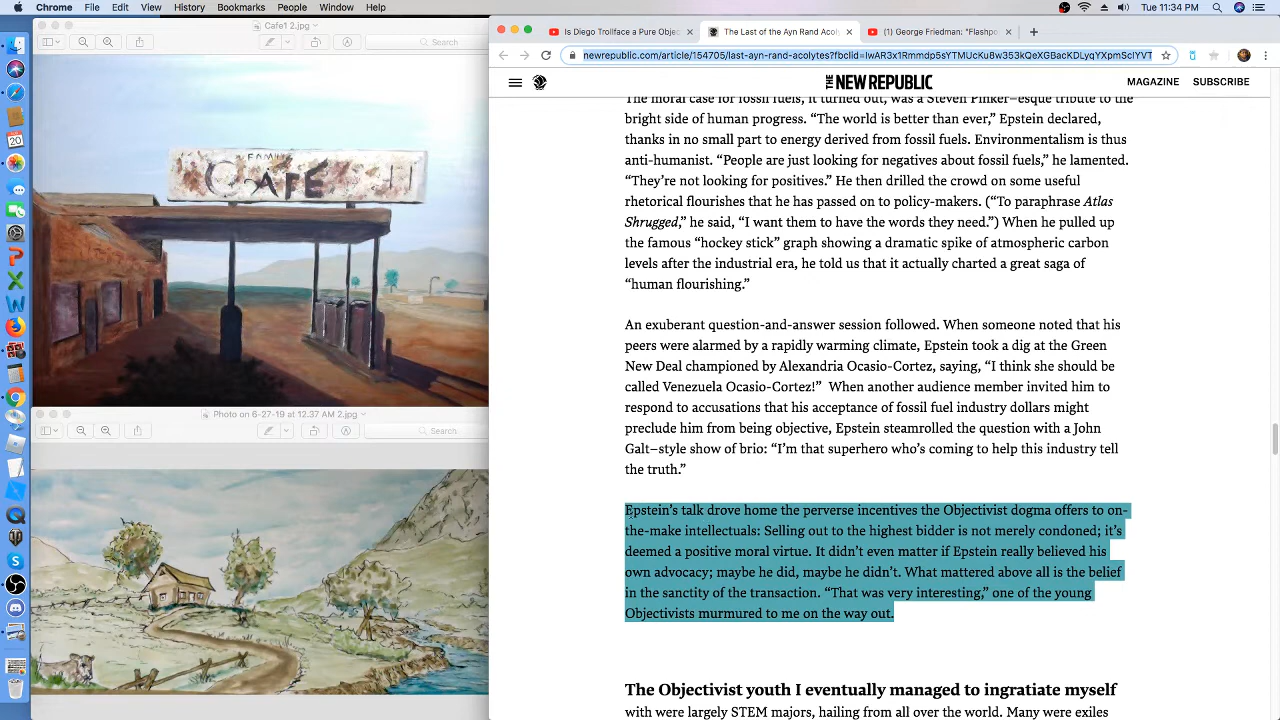 Chrome File Edit View History Bookmarks People Window Help
Tue 11:34 PM
Cafe1 2.jpg
Search
FAMILY
CAFE
Photo on 6-27-19 at 12.37 AM 2.jpg
Search
Is Diego Trollface a Pure Objec
The Last of the Ayn Rand Acoly
(1) George Friedman, "Flashpo
newrepublic.com/article/154705/last-ayn-rand-acolytes?fbclid=IwAR3x1Rmmdp5sYTMUcKu8w353kQeXGBacKDLyqYXpmSclYVT
THE NEW REPUBLIC
MAGAZINE SUBSCRIBE
The moral case for fossil fuels, it turned out, was a Steven Pinker–esque tribute to the
bright side of human progress. “The world is better than ever,” Epstein declared,
thanks in no small part to energy derived from fossil fuels. Environmentalism is thus
anti-humanist. “People are just looking for negatives about fossil fuels,” he lamented.
“They’re not looking for positives.” He then drilled the crowd on some useful
rhetorical flourishes that he has passed on to policy-makers. (“To paraphrase Atlas
Shrugged,” he said, “I want them to have the words they need.”) When he pulled up
the famous “hockey stick” graph showing a dramatic spike of atmospheric carbon
levels after the industrial era, he told us that it actually charted a great saga of
“human flourishing.”
An exuberant question-and-answer session followed. When someone noted that his
peers were alarmed by a rapidly warming climate, Epstein took a dig at the Green
New Deal championed by Alexandria Ocasio-Cortez, saying, “I think she should be
called Venezuela Ocasio-Cortez!” When another audience member invited him to
respond to accusations that his acceptance of fossil fuel industry dollars might
preclude him from being objective, Epstein steamrolled the question with a John
Galt–style show of brio: “I’m that superhero who’s coming to help this industry tell
the truth.”
Epstein’s talk drove home the perverse incentives the Objectivist dogma offers to on-
the-make intellectuals: Selling out to the highest bidder is not merely condoned; it’s
deemed a positive moral virtue. It didn’t even matter if Epstein really believed his
own advocacy; maybe he did, maybe he didn’t. What mattered above all is the belief
in the sanctity of the transaction. “That was very interesting,” one of the young
Objectivists murmured to me on the way out.
The Objectivist youth I eventually managed to ingratiate myself
with were largely STEM majors, hailing from all over the world. Many were exiles